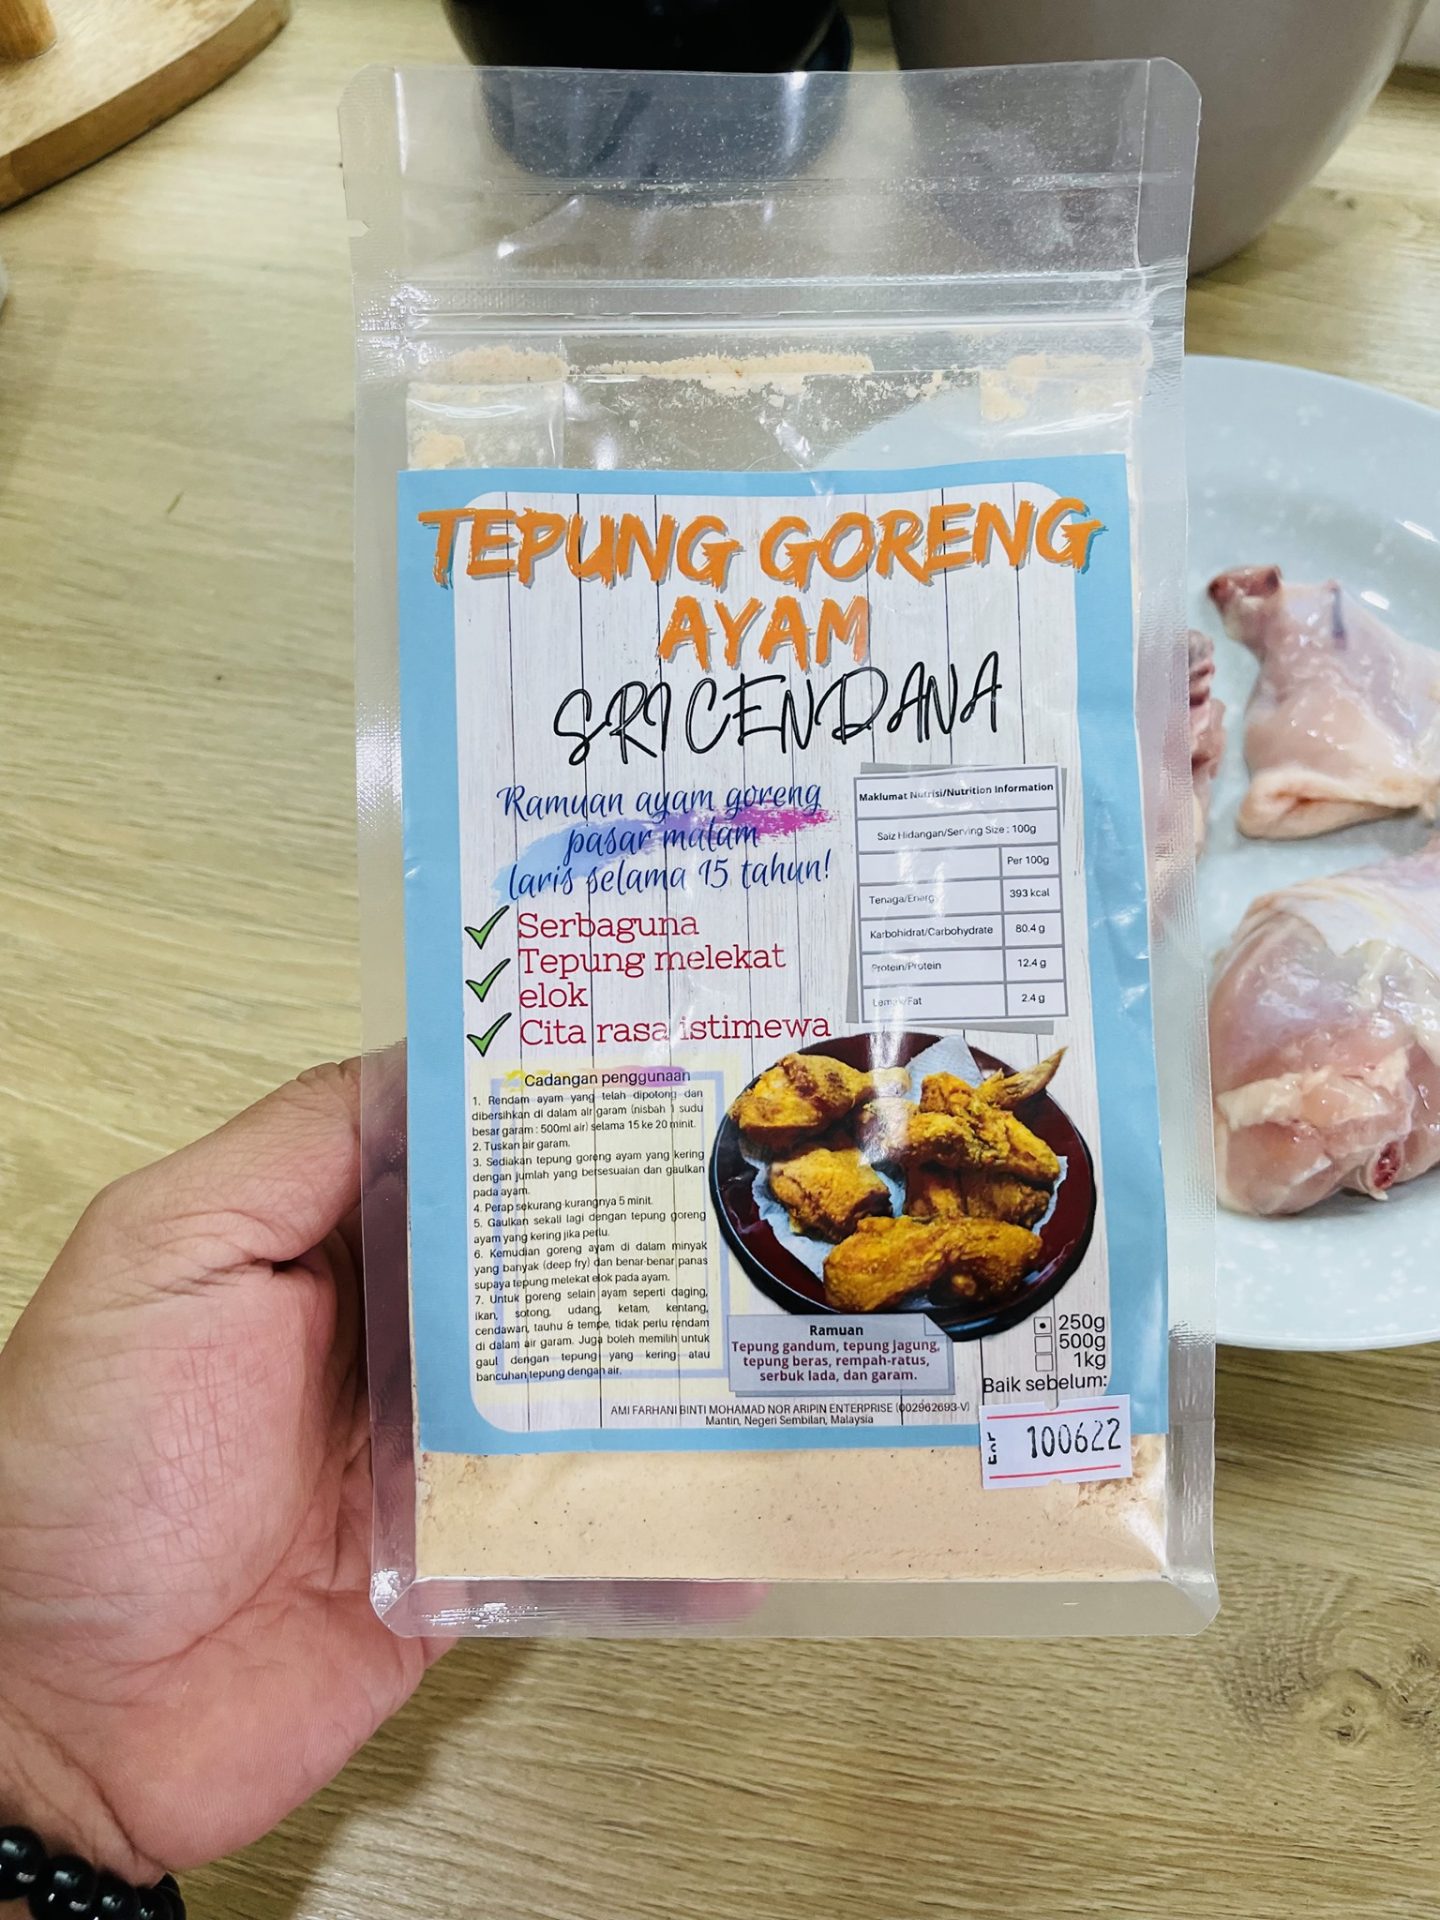 TEPUNG GORENG
AYAM
SRI CENDANA
Ramuan ayam goreng
pasar malam
laris selama 15 tahun!
Serbaguna
Tepung melekat
elok
Cita rasa istimewa
Maklumat Nutrisi/Nutrition Information
Saiz Hidangan/Serving Size : 100g
Per 100g
Tenaga/Energy 393 kcal
Karbohidrat/Carbohydrate 80.4 g
Protein/Protein 12.4 g
Lemak/Fat 2.4 g
Cadangan penggunaan
1. Rendam ayam yang telah dipotong dan
dibersihkan di dalam air garam (nisbah 1 sudu
besar garam : 500ml air) selama 15 ke 20 minit.
2. Tuskan air garam.
3. Sediakan tepung goreng ayam yang kering
dengan jumlah yang bersesuaian dan gaulkan
pada ayam.
4. Perap sekurang-kurangnya 5 minit.
5. Gaulkan sekali lagi dengan tepung goreng
ayam yang kering jika perlu.
6. Kemudian goreng ayam di dalam minyak
yang banyak (deep fry) dan benar-benar panas
supaya tepung melekat elok pada ayam.
7. Untuk goreng selain ayam seperti daging,
ikan, sotong, udang, ketam, kentang,
cendawan, tauhu & tempe, tidak perlu rendam
di dalam air garam. Juga boleh memilih untuk
gaul dengan tepung yang kering atau
bancuhan tepung dengan air.
Ramuan
Tepung gandum, tepung jagung,
tepung beras, rempah-ratus,
serbuk lada, dan garam.
250g
500g
1kg
Baik sebelum:
100622
AMI FARHANI BINTI MOHAMAD NOR ARIPIN ENTERPRISE (002962693-V)
Mantin, Negeri Sembilan, Malaysia